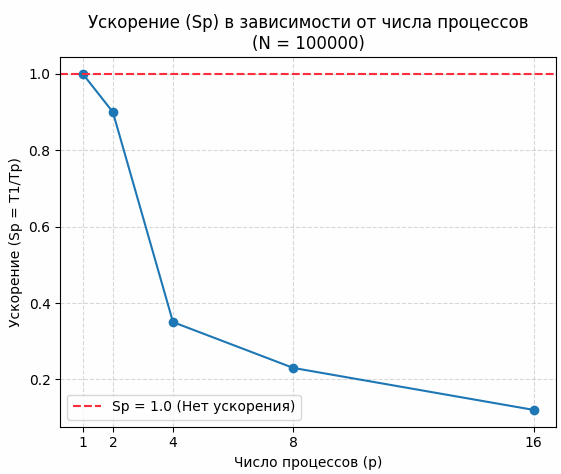 Ускорение (Sp) в зависимости от числа процессов
(N = 100000)
Ускорение (Sp = T1/Tp)
1.0
0.8
0.6
0.4
0.2
Sp = 1.0 (Нет ускорения)
1 2 4 8 16
Число процессов (p)